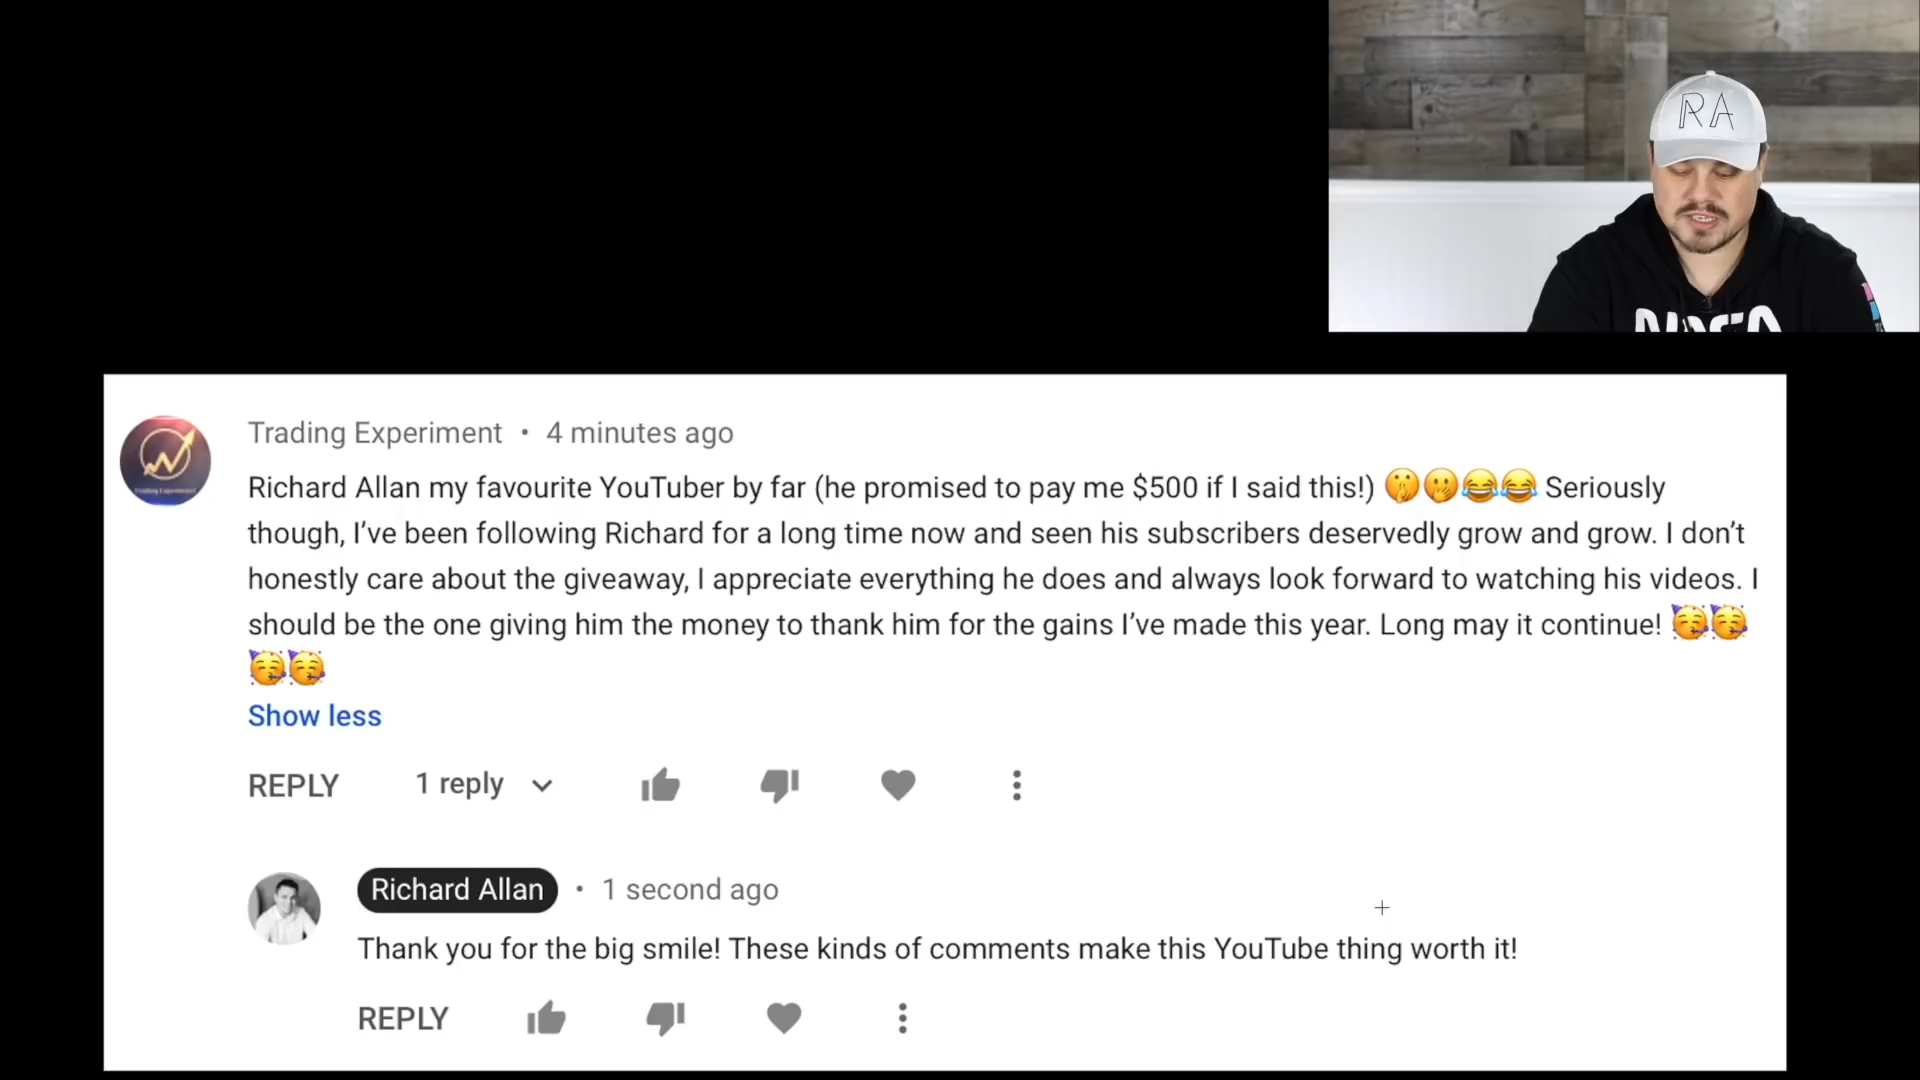 RA
NASA
Trading Experiment • 4 minutes ago
Richard Allan my favourite YouTuber by far (he promised to pay me $500 if I said this!) 🤫🤭😂😂 Seriously
though, I’ve been following Richard for a long time now and seen his subscribers deservedly grow and grow. I don’t
honestly care about the giveaway, I appreciate everything he does and always look forward to watching his videos. I
should be the one giving him the money to thank him for the gains I’ve made this year. Long may it continue! 🥳🥳
🥳🥳
Show less
REPLY 1 reply
Richard Allan • 1 second ago
Thank you for the big smile! These kinds of comments make this YouTube thing worth it!
REPLY